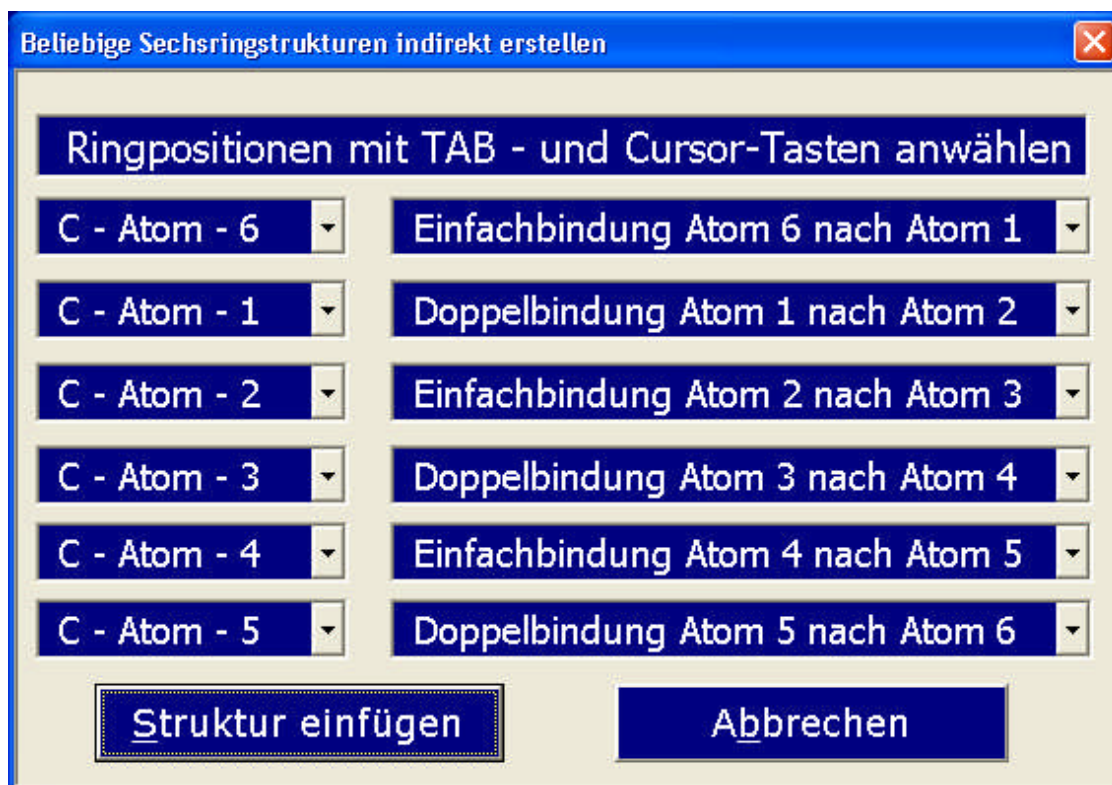 Beliebige Sechsringstrukturen indirekt erstellen
Ringpositionen mit TAB - und Cursor-Tasten anwählen
C - Atom - 6 Einfachbindung Atom 6 nach Atom 1
C - Atom - 1 Doppelbindung Atom 1 nach Atom 2
C - Atom - 2 Einfachbindung Atom 2 nach Atom 3
C - Atom - 3 Doppelbindung Atom 3 nach Atom 4
C - Atom - 4 Einfachbindung Atom 4 nach Atom 5
C - Atom - 5 Doppelbindung Atom 5 nach Atom 6
Struktur einfügen Abbrechen